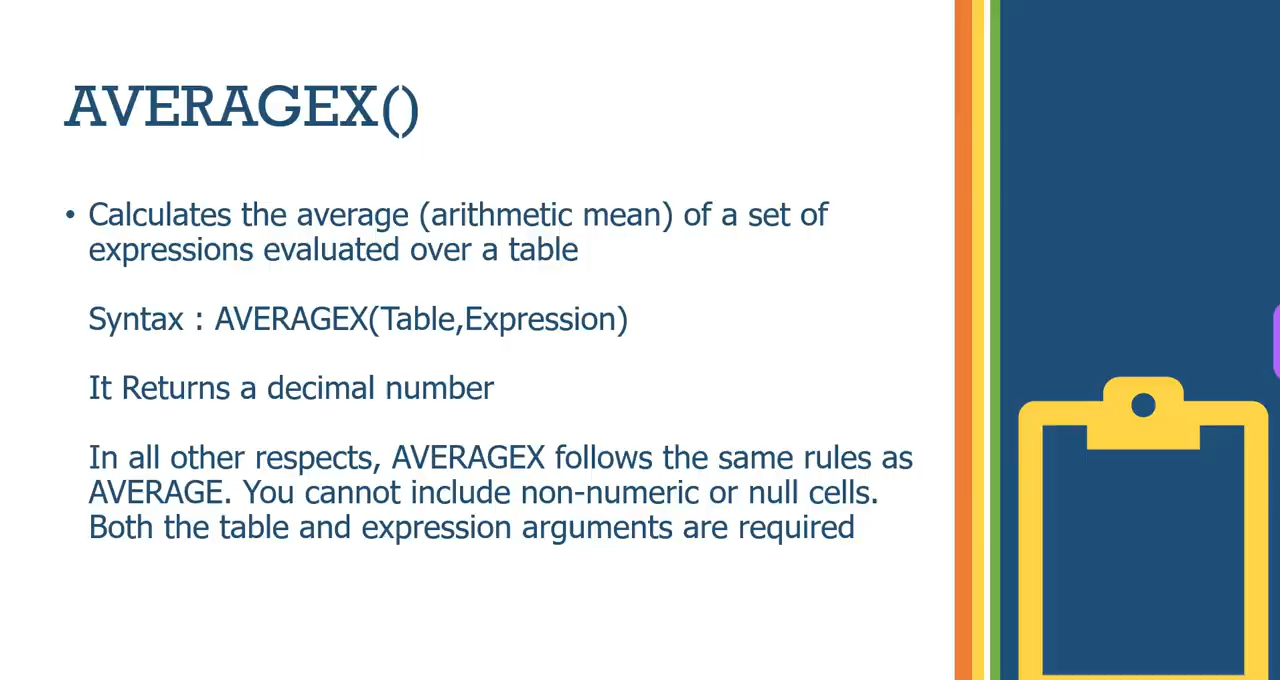 AVERAGEX()
• Calculates the average (arithmetic mean) of a set of
expressions evaluated over a table
Syntax : AVERAGEX(Table,Expression)
It Returns a decimal number
In all other respects, AVERAGEX follows the same rules as
AVERAGE. You cannot include non-numeric or null cells.
Both the table and expression arguments are required